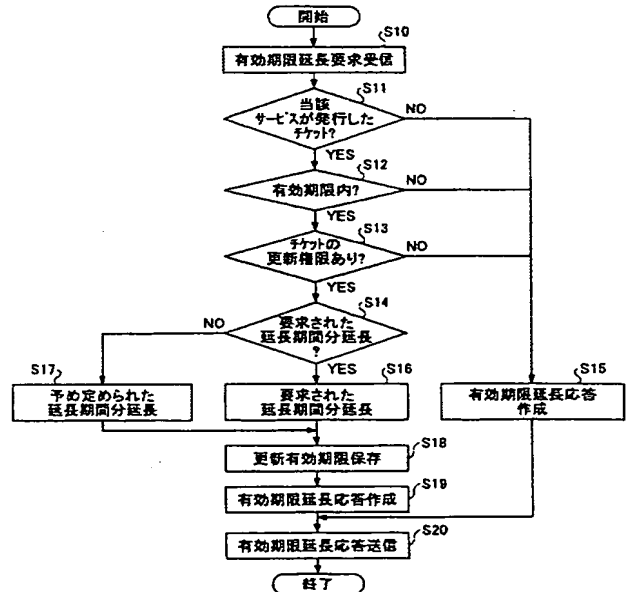 開始
S10
有効期限延長要求受信
S11
当該
サービスが発行した
チケット?
NO
YES
S12
有効期限内?
NO
YES
S13
チケットの
更新権限あり?
NO
YES
S14
要求された
延長期間分延長
?
NO
YES
S17
予め定められた
延長期間分延長
S16
要求された
延長期間分延長
S15
有効期限延長応答
作成
S18
更新有効期限保存
S19
有効期限延長応答作成
S20
有効期限延長応答送信
終了